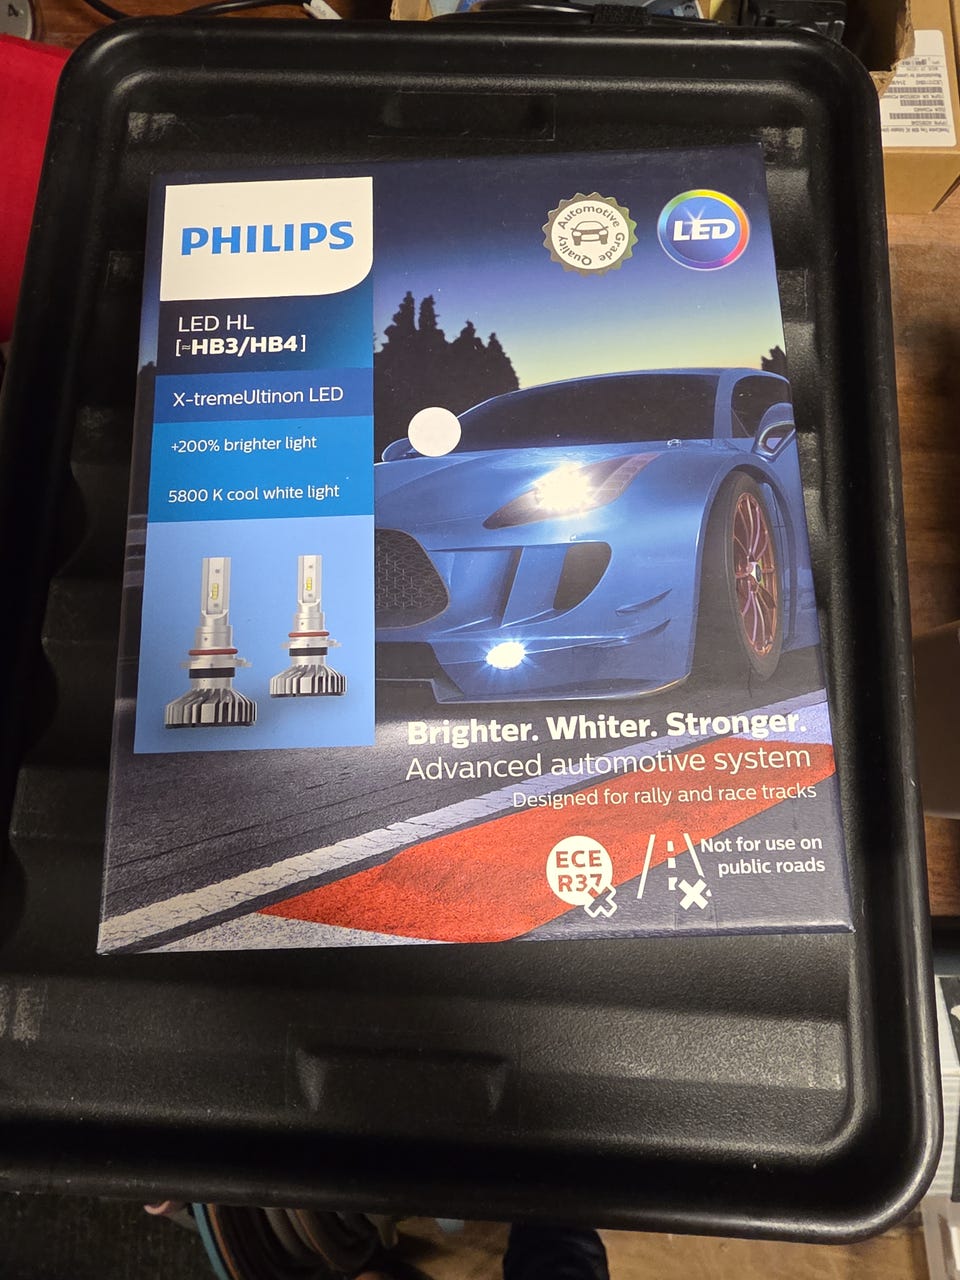 PHILIPS
Automotive Grade Quality
LED
LED HL
[≈HB3/HB4]
X-tremeUltinon LED
+200% brighter light
5800 K cool white light
Brighter. Whiter. Stronger.
Advanced automotive system
Designed for rally and race tracks
ECE
R37
Not for use on
public roads